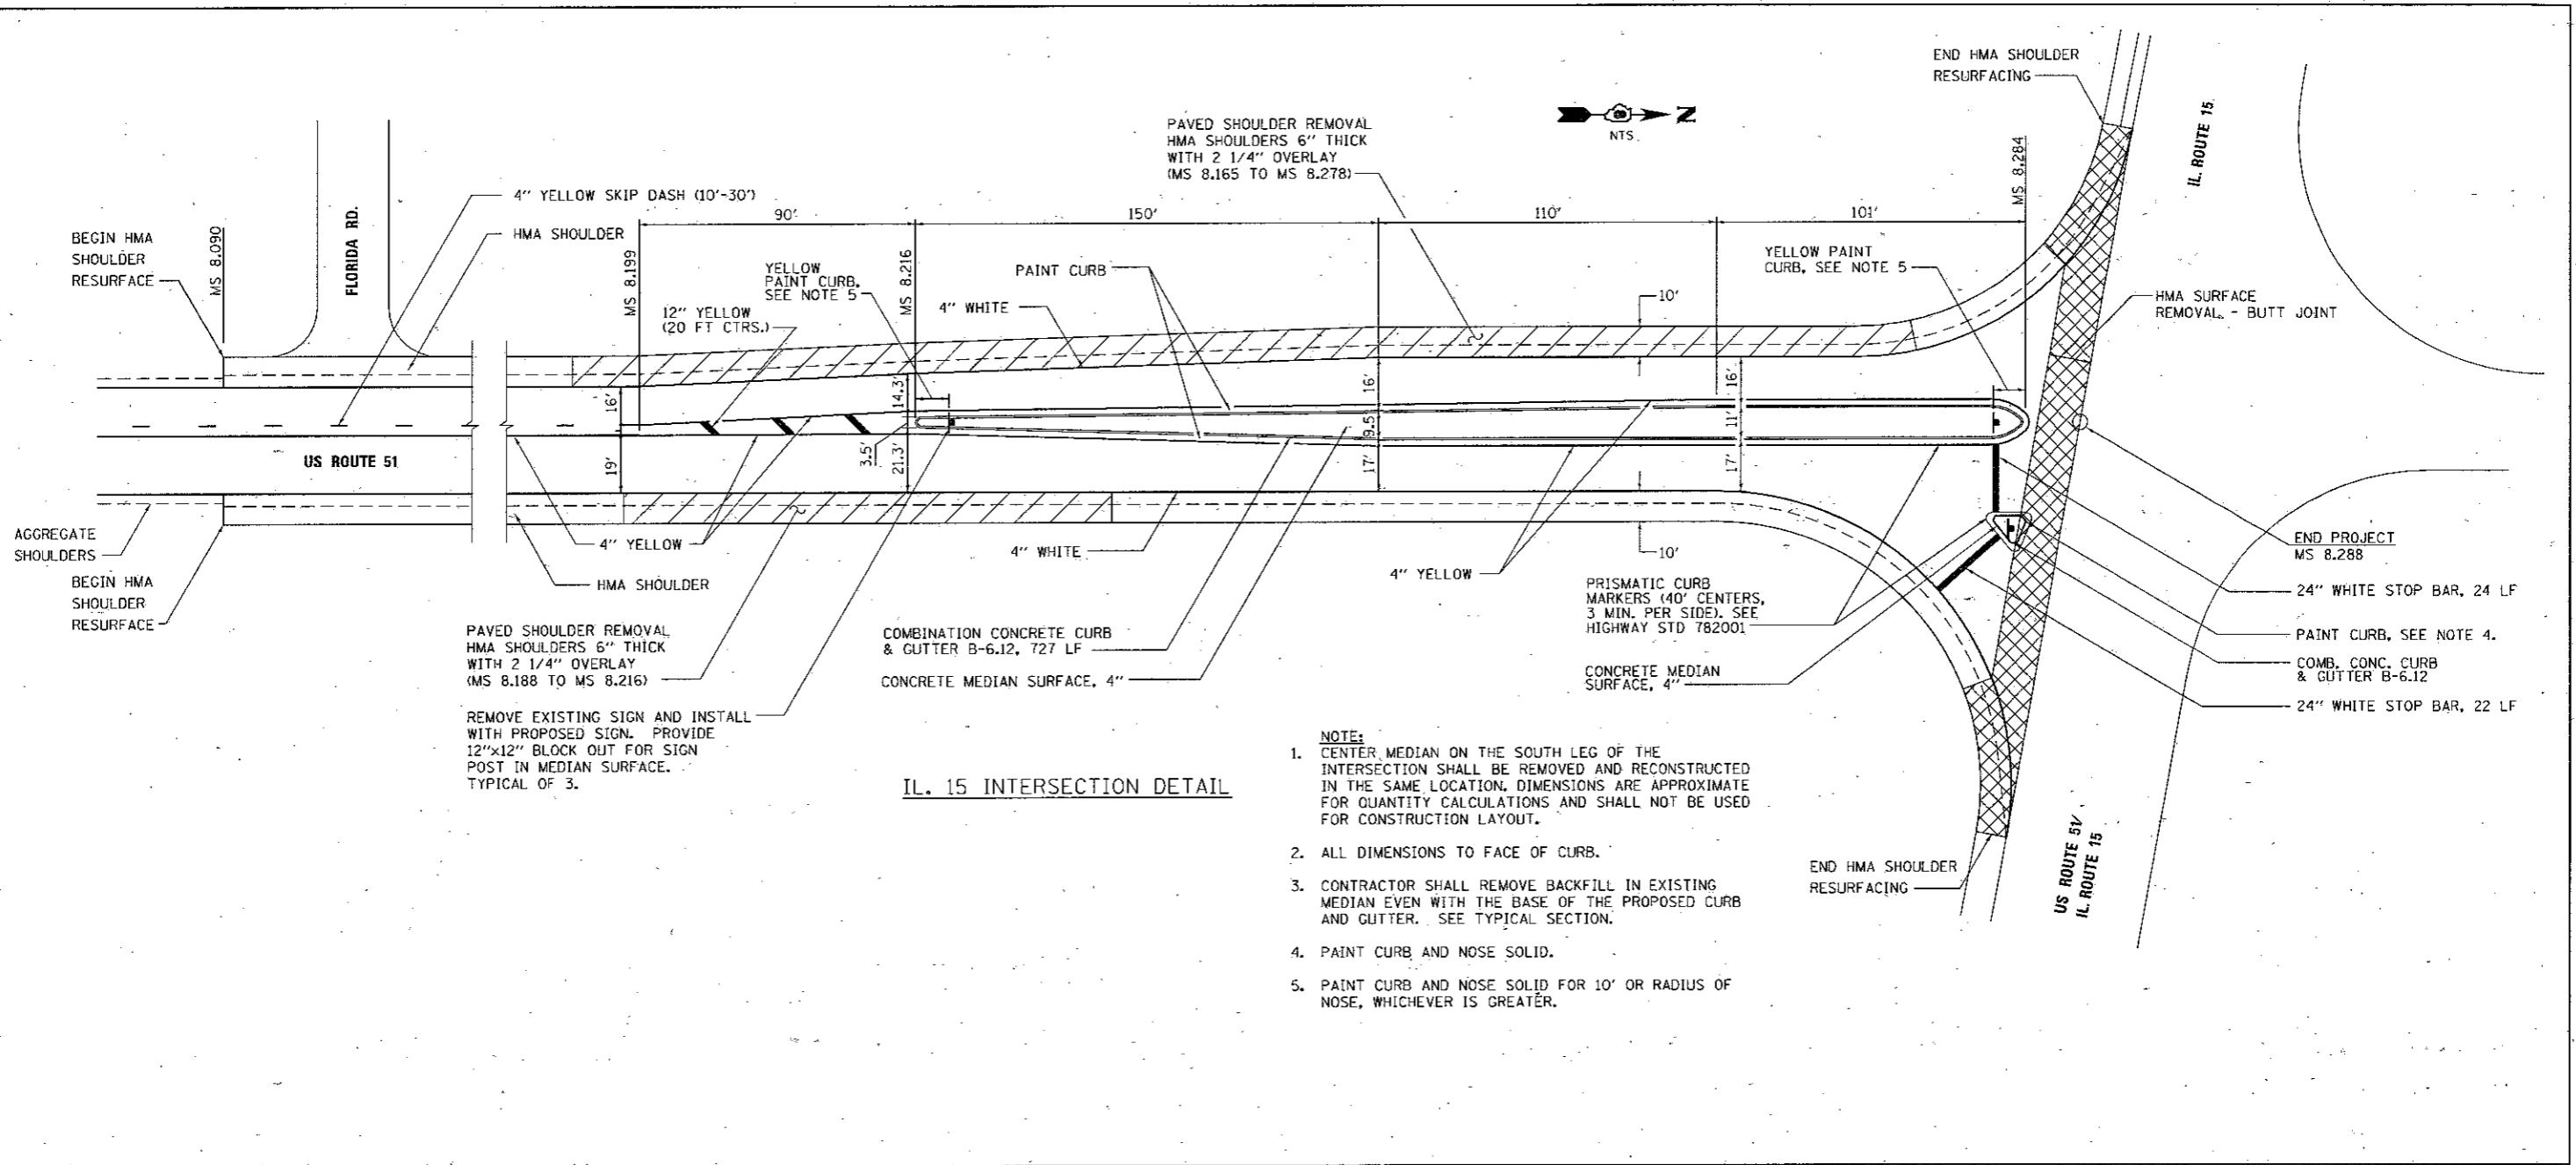 END HMA SHOULDER
RESURFACING
IL. ROUTE 15
N
NTS
PAVED SHOULDER REMOVAL
HMA SHOULDERS 6" THICK
WITH 2 1/4" OVERLAY
(MS 8.165 TO MS 8.278)
MS 8.284
4" YELLOW SKIP DASH (10'-30')
90'
150'
110'
101'
BEGIN HMA
SHOULDER
RESURFACE
MS 8.090
FLORIDA RD.
HMA SHOULDER
MS 8.199
YELLOW
PAINT CURB,
SEE NOTE 5
MS 8.216
PAINT CURB
YELLOW PAINT
CURB, SEE NOTE 5
12" YELLOW
(20 FT CTRS.)
4" WHITE
10'
HMA SURFACE
REMOVAL - BUTT JOINT
16'
14.3'
16'
16'
3.5'
9.5'
11'
US ROUTE 51
19'
21.3'
17'
17'
AGGREGATE
SHOULDERS
4" YELLOW
4" WHITE
10'
4" YELLOW
END PROJECT
MS 8.288
BEGIN HMA
SHOULDER
RESURFACE
HMA SHOULDER
PRISMATIC CURB
MARKERS (40' CENTERS,
3 MIN. PER SIDE). SEE
HIGHWAY STD 782001
24" WHITE STOP BAR, 24 LF
PAVED SHOULDER REMOVAL
HMA SHOULDERS 6" THICK
WITH 2 1/4" OVERLAY
(MS 8.188 TO MS 8.216)
COMBINATION CONCRETE CURB
& GUTTER B-6.12, 727 LF
PAINT CURB, SEE NOTE 4.
COMB. CONC. CURB
& GUTTER B-6.12
CONCRETE MEDIAN SURFACE, 4"
CONCRETE MEDIAN
SURFACE, 4"
24" WHITE STOP BAR, 22 LF
REMOVE EXISTING SIGN AND INSTALL
WITH PROPOSED SIGN. PROVIDE
12"x12" BLOCK OUT FOR SIGN
POST IN MEDIAN SURFACE.
TYPICAL OF 3.
IL. 15 INTERSECTION DETAIL
NOTE:
1. CENTER MEDIAN ON THE SOUTH LEG OF THE
INTERSECTION SHALL BE REMOVED AND RECONSTRUCTED
IN THE SAME LOCATION. DIMENSIONS ARE APPROXIMATE
FOR QUANTITY CALCULATIONS AND SHALL NOT BE USED
FOR CONSTRUCTION LAYOUT.
2. ALL DIMENSIONS TO FACE OF CURB.
3. CONTRACTOR SHALL REMOVE BACKFILL IN EXISTING
MEDIAN EVEN WITH THE BASE OF THE PROPOSED CURB
AND GUTTER. SEE TYPICAL SECTION.
4. PAINT CURB AND NOSE SOLID.
5. PAINT CURB AND NOSE SOLID FOR 10' OR RADIUS OF
NOSE, WHICHEVER IS GREATER.
END HMA SHOULDER
RESURFACING
US ROUTE 51/
IL. ROUTE 15